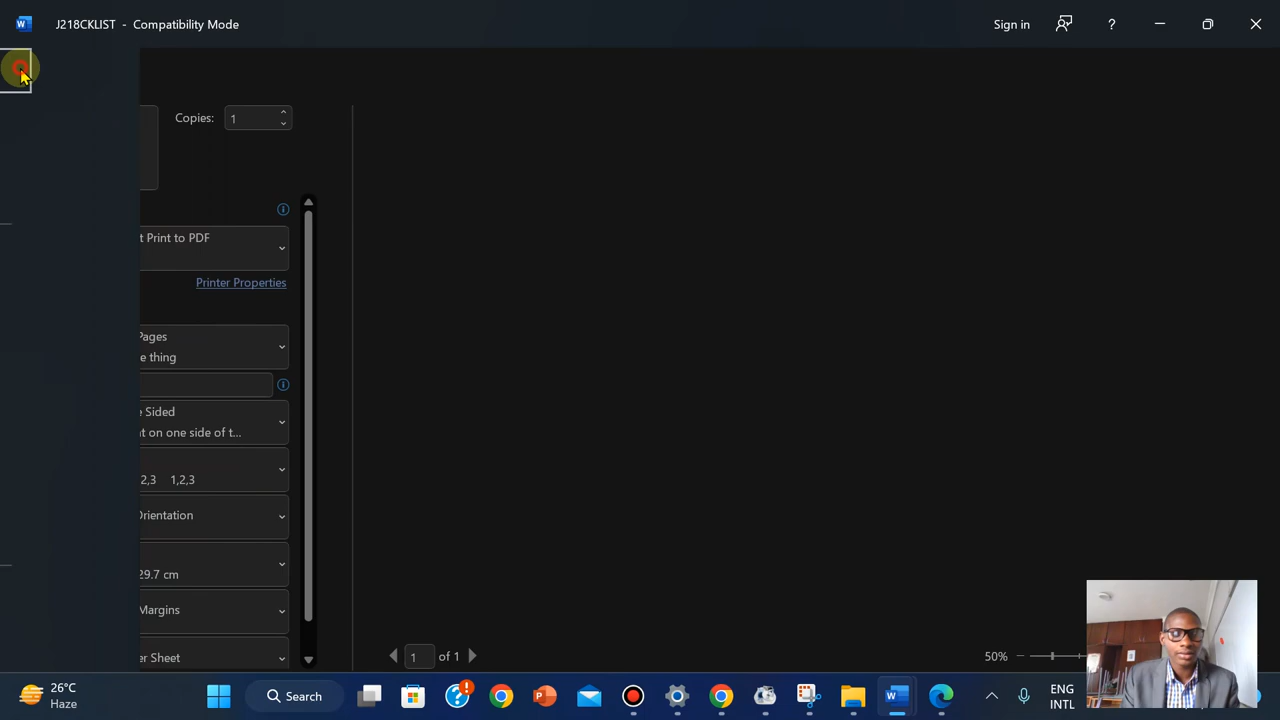 J218CKLIST - Compatibility Mode
Sign in
?
Copies: 1
t Print to PDF
Printer Properties
Pages
e thing
e Sided
nt on one side of t...
2,3 1,2,3
Orientation
29.7 cm
Margins
er Sheet
1 of 1
50%
26°C
Haze
Search
ENG
INTL